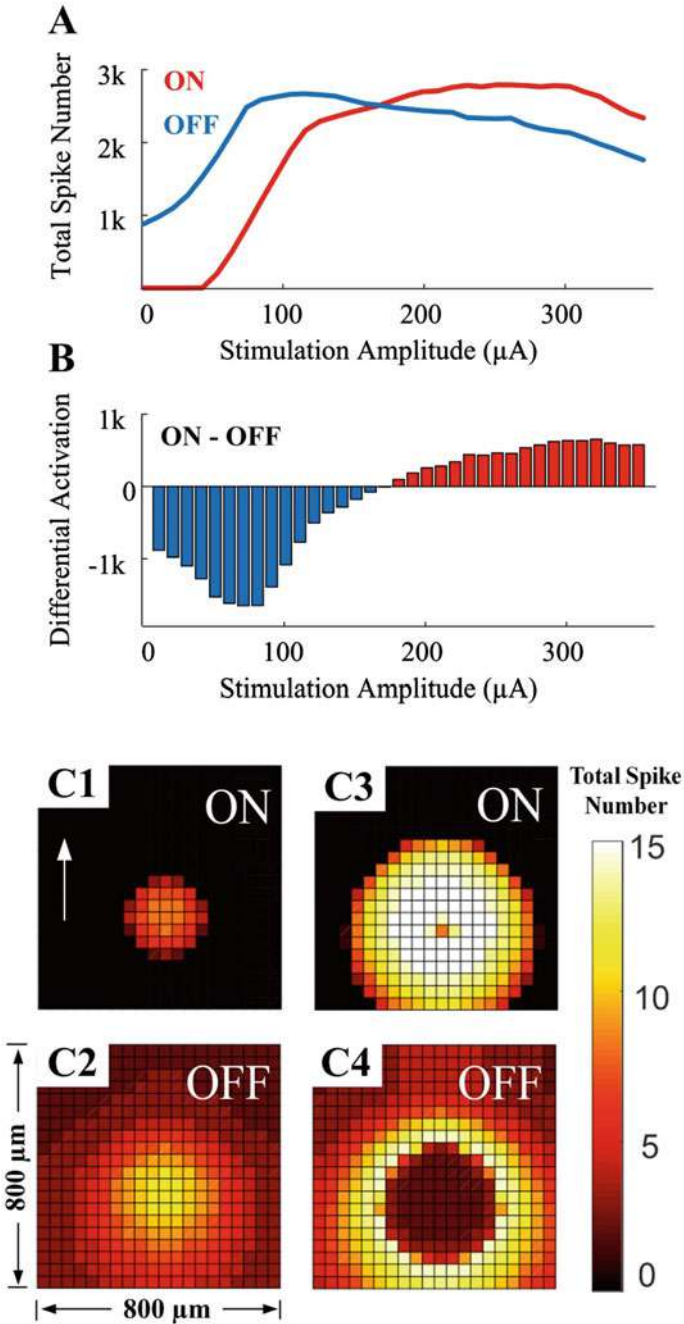 A
3k
ON
OFF
2k
1k
Total Spike Number
0 100 200 300
Stimulation Amplitude (µA)
B
1k
ON - OFF
0
-1k
Differential Activation
0 100 200 300
Stimulation Amplitude (µA)
C1
ON
C3
ON
Total Spike
Number
15
10
5
0
C2
OFF
C4
OFF
800 µm
800 µm